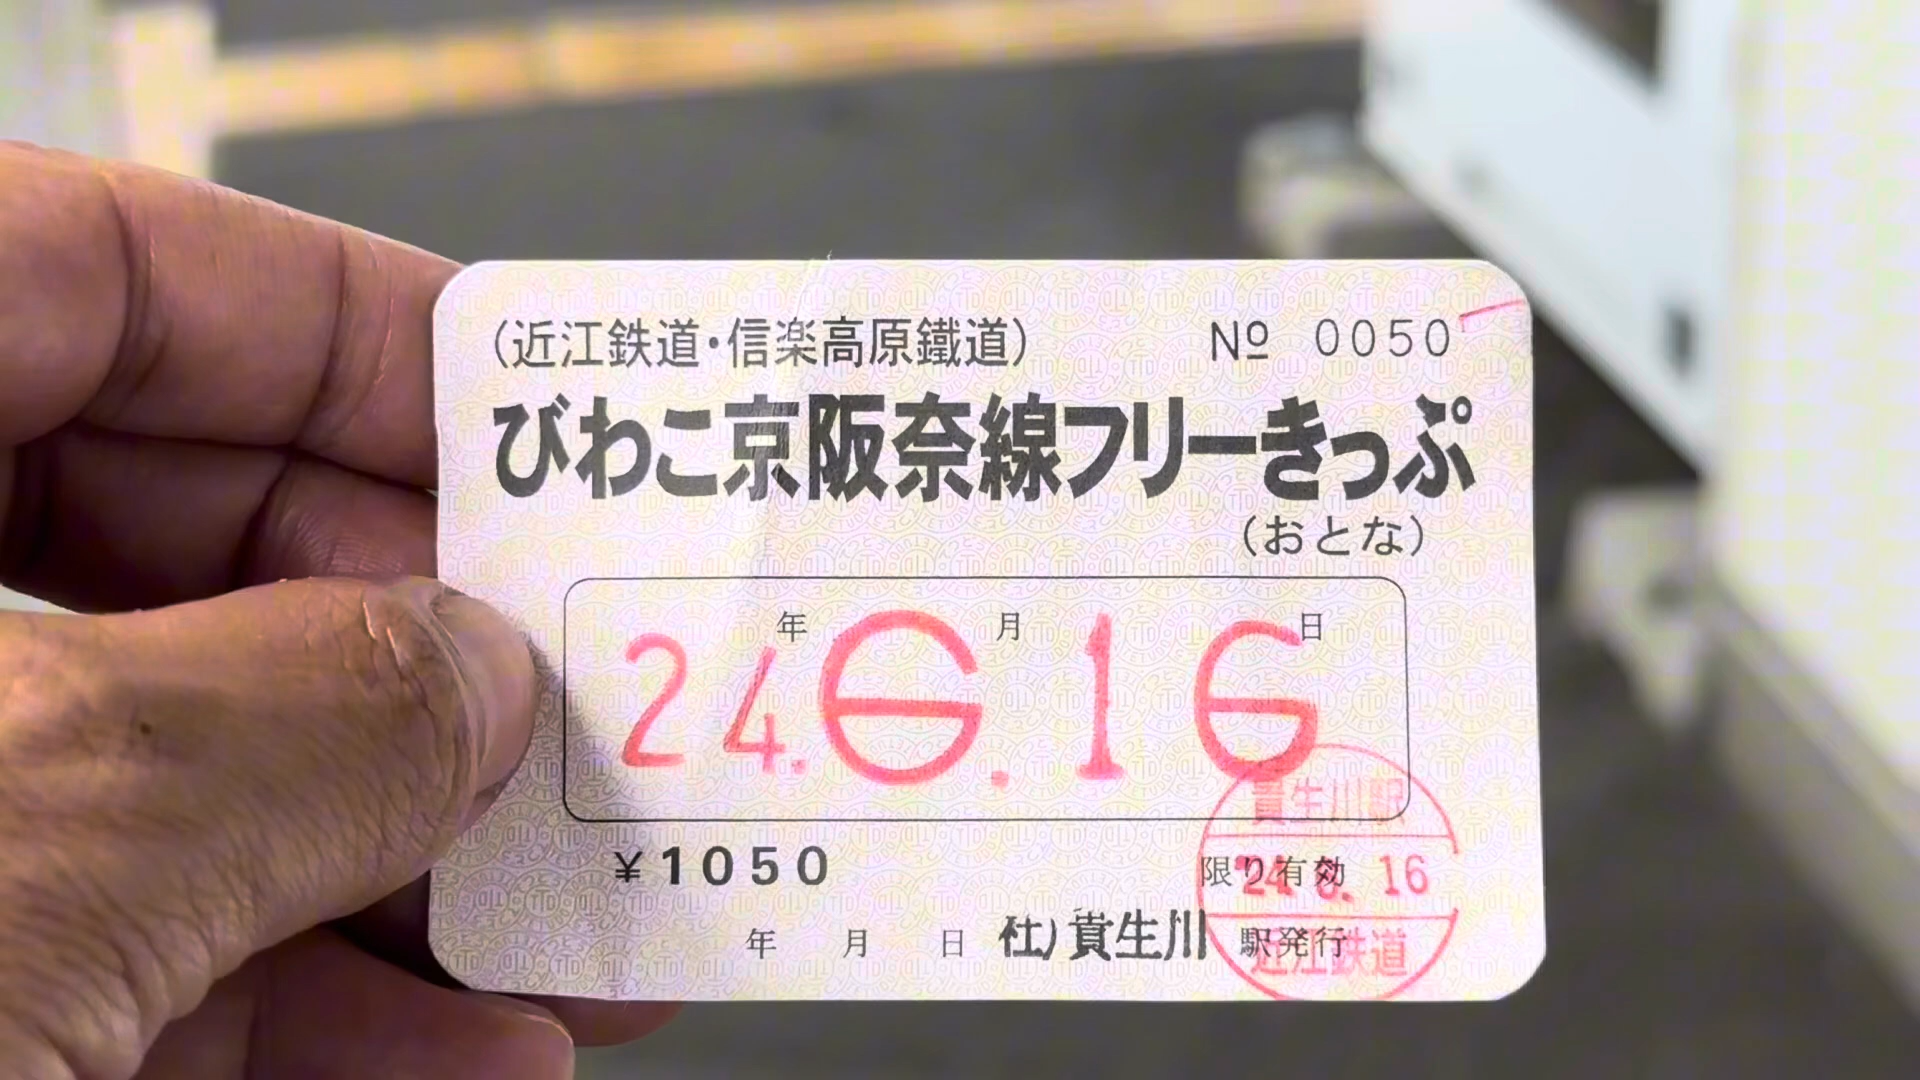 (近江鉄道・信楽高原鐵道) № 0050
びわこ京阪奈線フリーきっぷ
(おとな)
年 月 日
24.6.16
¥1050 限り有効
年 月 日 社)貴生川 駅発行
貴生川駅
24.6.16
近江鉄道